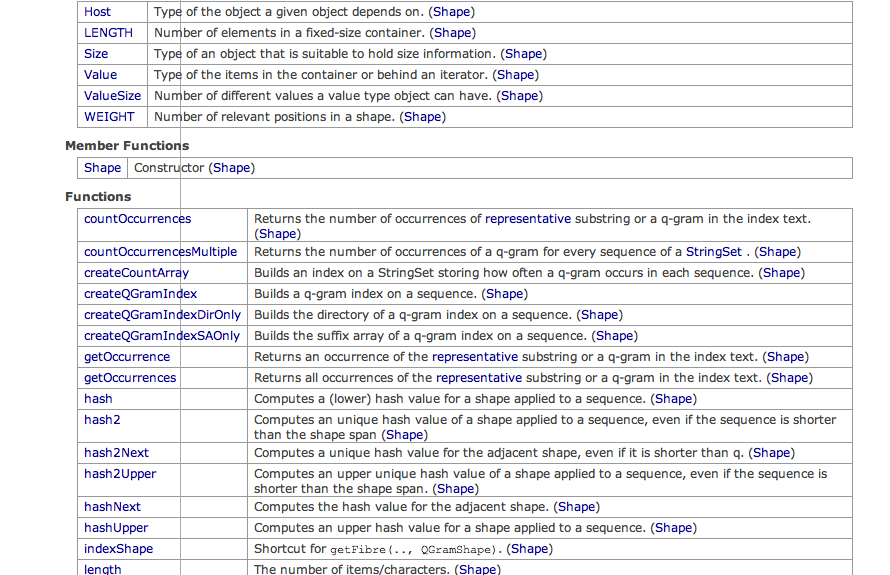 Host Type of the object a given object depends on. (Shape)
LENGTH Number of elements in a fixed-size container. (Shape)
Size Type of an object that is suitable to hold size information. (Shape)
Value Type of the items in the container or behind an iterator. (Shape)
ValueSize Number of different values a value type object can have. (Shape)
WEIGHT Number of relevant positions in a shape. (Shape)
Member Functions
Shape Constructor (Shape)
Functions
countOccurrences Returns the number of occurrences of representative substring or a q-gram in the index text.
(Shape)
countOccurrencesMultiple Returns the number of occurrences of a q-gram for every sequence of a StringSet . (Shape)
createCountArray Builds an index on a StringSet storing how often a q-gram occurs in each sequence. (Shape)
createQGramIndex Builds a q-gram index on a sequence. (Shape)
createQGramIndexDirOnly Builds the directory of a q-gram index on a sequence. (Shape)
createQGramIndexSAOnly Builds the suffix array of a q-gram index on a sequence. (Shape)
getOccurrence Returns an occurrence of the representative substring or a q-gram in the index text. (Shape)
getOccurrences Returns all occurrences of the representative substring or a q-gram in the index text. (Shape)
hash Computes a (lower) hash value for a shape applied to a sequence. (Shape)
hash2 Computes an unique hash value of a shape applied to a sequence, even if the sequence is shorter
than the shape span (Shape)
hash2Next Computes a unique hash value for the adjacent shape, even if it is shorter than q. (Shape)
hash2Upper Computes an upper unique hash value of a shape applied to a sequence, even if the sequence is
shorter than the shape span. (Shape)
hashNext Computes the hash value for the adjacent shape. (Shape)
hashUpper Computes an upper hash value for a shape applied to a sequence. (Shape)
indexShape Shortcut for getFibre(.., QGramShape). (Shape)
length The number of items/characters. (Shape)